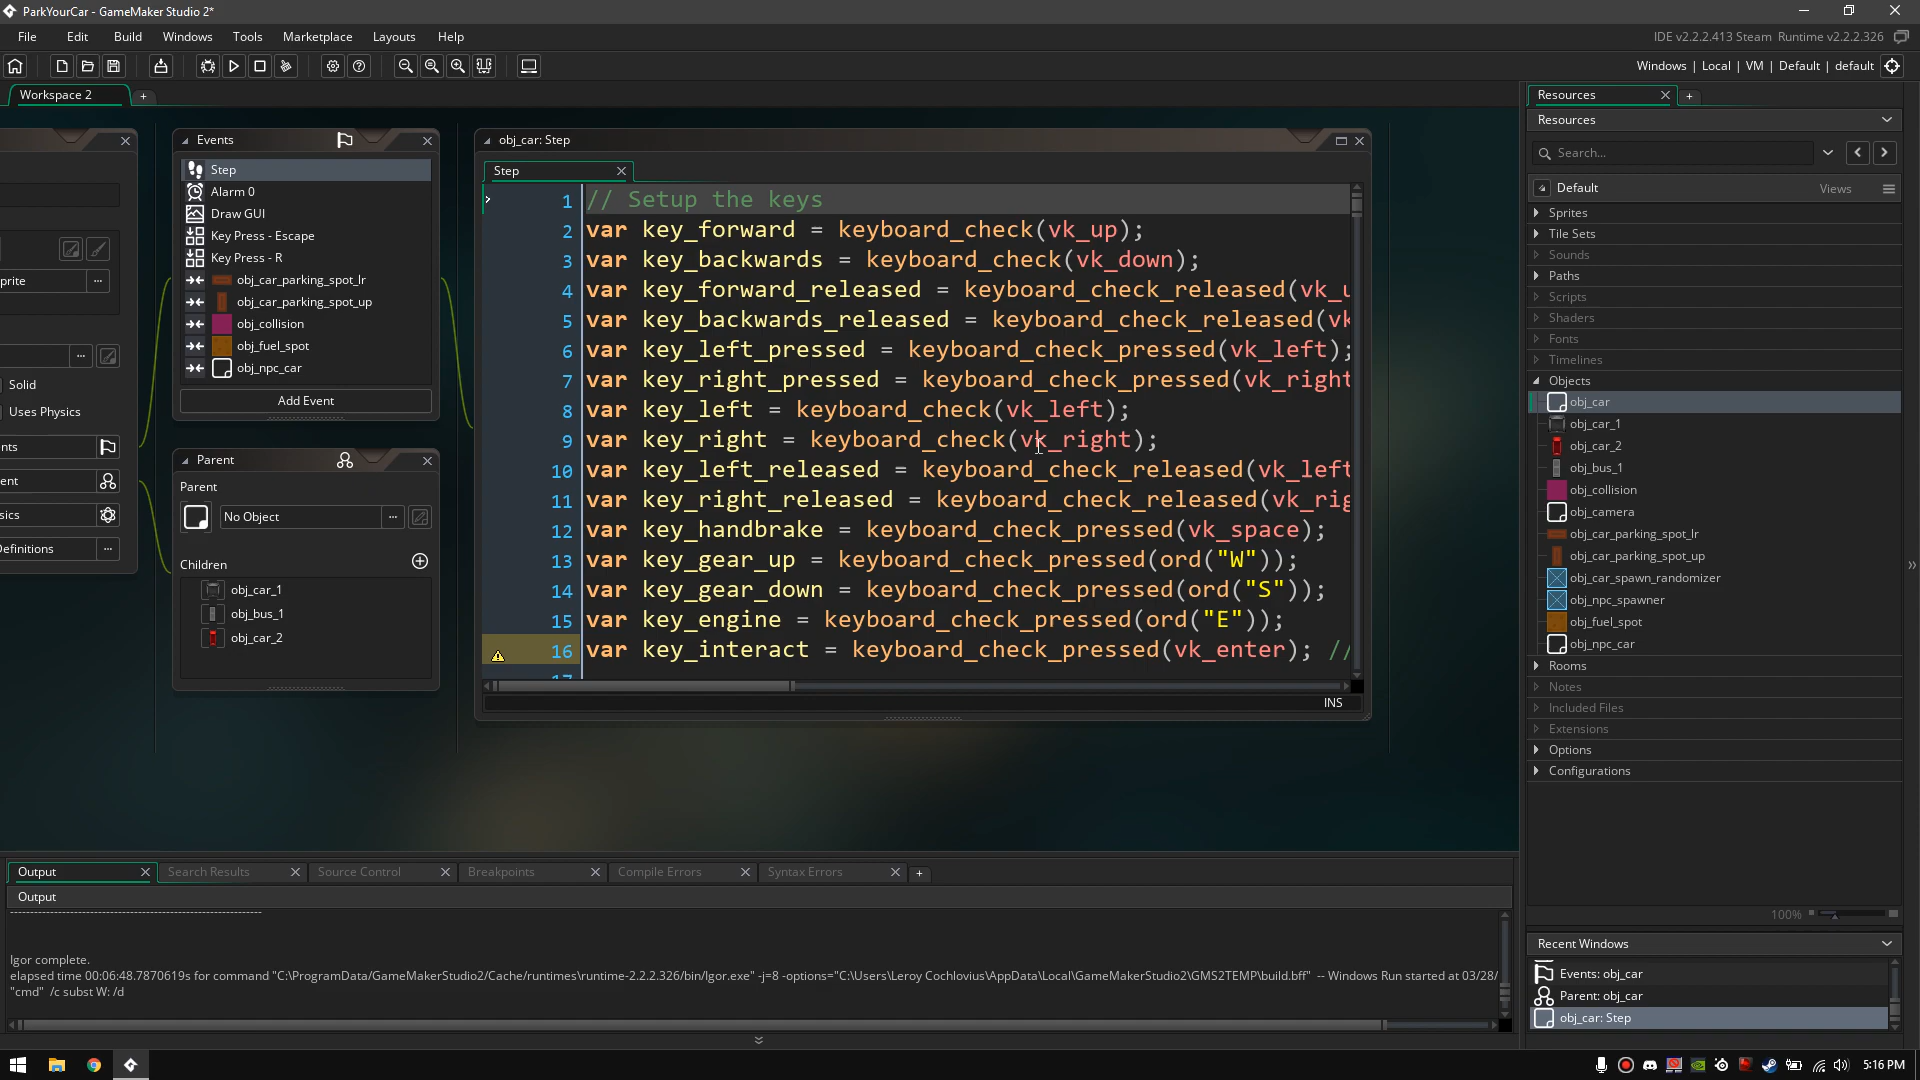 ParkYourCar - GameMaker Studio 2*
File Edit Build Windows Tools Marketplace Layouts Help
IDE v2.2.2.413 Steam Runtime v2.2.2.326
Windows | Local | VM | Default | default
Workspace 2
Events
Step
Alarm 0
Draw GUI
Key Press - Escape
Key Press - R
obj_car_parking_spot_lr
obj_car_parking_spot_up
obj_collision
obj_fuel_spot
obj_npc_car
Add Event
prite
Solid
Uses Physics
nts
ent
sics
Definitions
Parent
Parent
No Object
Children
obj_car_1
obj_bus_1
obj_car_2
obj_car: Step
Step
1 // Setup the keys
2 var key_forward = keyboard_check(vk_up);
3 var key_backwards = keyboard_check(vk_down);
4 var key_forward_released = keyboard_check_released(vk_u
5 var key_backwards_released = keyboard_check_released(vk
6 var key_left_pressed = keyboard_check_pressed(vk_left);
7 var key_right_pressed = keyboard_check_pressed(vk_right
8 var key_left = keyboard_check(vk_left);
9 var key_right = keyboard_check(vk_right);
10 var key_left_released = keyboard_check_released(vk_left
11 var key_right_released = keyboard_check_released(vk_rig
12 var key_handbrake = keyboard_check_pressed(vk_space);
13 var key_gear_up = keyboard_check_pressed(ord("W"));
14 var key_gear_down = keyboard_check_pressed(ord("S"));
15 var key_engine = keyboard_check_pressed(ord("E"));
16 var key_interact = keyboard_check_pressed(vk_enter); //
17
INS
Resources
Resources
Search...
Default Views
Sprites
Tile Sets
Sounds
Paths
Scripts
Shaders
Fonts
Timelines
Objects
obj_car
obj_car_1
obj_car_2
obj_bus_1
obj_collision
obj_camera
obj_car_parking_spot_lr
obj_car_parking_spot_up
obj_car_spawn_randomizer
obj_npc_spawner
obj_fuel_spot
obj_npc_car
Rooms
Notes
Included Files
Extensions
Options
Configurations
100%
Recent Windows
Events: obj_car
Parent: obj_car
obj_car: Step
Output Search Results Source Control Breakpoints Compile Errors Syntax Errors
Output
Igor complete.
elapsed time 00:06:48.7870619s for command "C:\ProgramData/GameMakerStudio2/Cache/runtimes\runtime-2.2.2.326/bin/Igor.exe" -j=8 -options="C:\Users\Leroy Cochlovius\AppData\Local\GameMakerStudio2\GMS2TEMP\build.bff" -- Windows Run started at 03/28/
"cmd" /c subst W: /d
5:16 PM